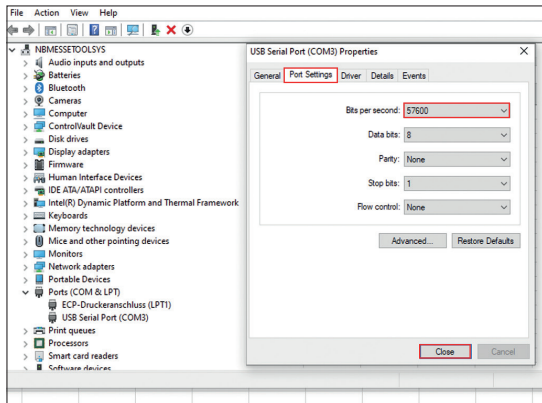 File Action View Help
NBMESSETOOLSYS
Audio inputs and outputs
Batteries
Bluetooth
Cameras
Computer
ControlVault Device
Disk drives
Display adapters
Firmware
Human Interface Devices
IDE ATA/ATAPI controllers
Intel(R) Dynamic Platform and Thermal Framework
Keyboards
Memory technology devices
Mice and other pointing devices
Monitors
Network adapters
Portable Devices
Ports (COM & LPT)
ECP-Druckeranschluss (LPT1)
USB Serial Port (COM3)
Print queues
Processors
Smart card readers
Software devices
USB Serial Port (COM3) Properties
General Port Settings Driver Details Events
Bits per second: 57600
Data bits: 8
Parity: None
Stop bits: 1
Flow control: None
Advanced... Restore Defaults
Close Cancel